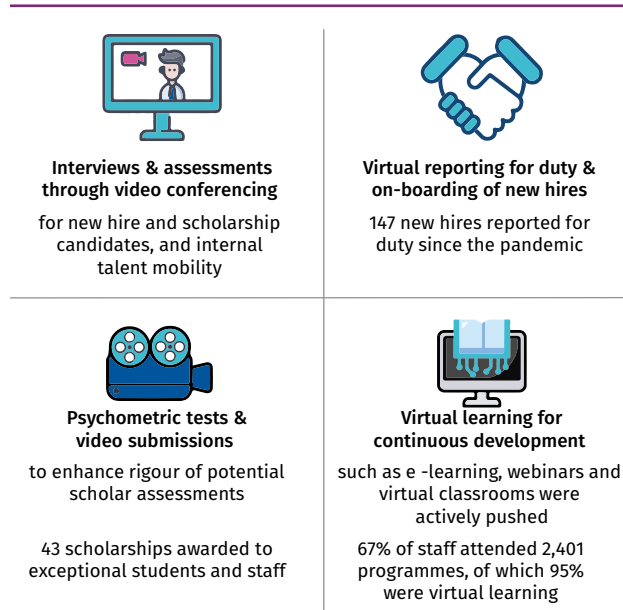 Interviews & assessments
through video conferencing
for new hire and scholarship
candidates, and internal
talent mobility
Virtual reporting for duty &
on-boarding of new hires
147 new hires reported for
duty since the pandemic
Psychometric tests &
video submissions
to enhance rigour of potential
scholar assessments
43 scholarships awarded to
exceptional students and staff
Virtual learning for
continuous development
such as e -learning, webinars and
virtual classrooms were
actively pushed
67% of staff attended 2,401
programmes, of which 95%
were virtual learning